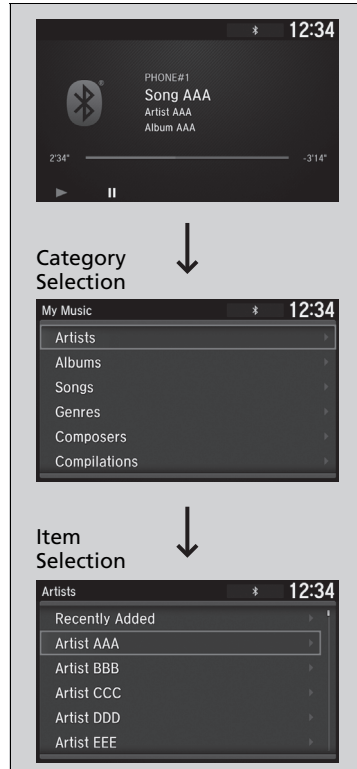 12:34
PHONE#1
Song AAA
Artist AAA
Album AAA
2'34" -3'14"
Category
Selection
My Music 12:34
Artists
Albums
Songs
Genres
Composers
Compilations
Item
Selection
Artists 12:34
Recently Added
Artist AAA
Artist BBB
Artist CCC
Artist DDD
Artist EEE